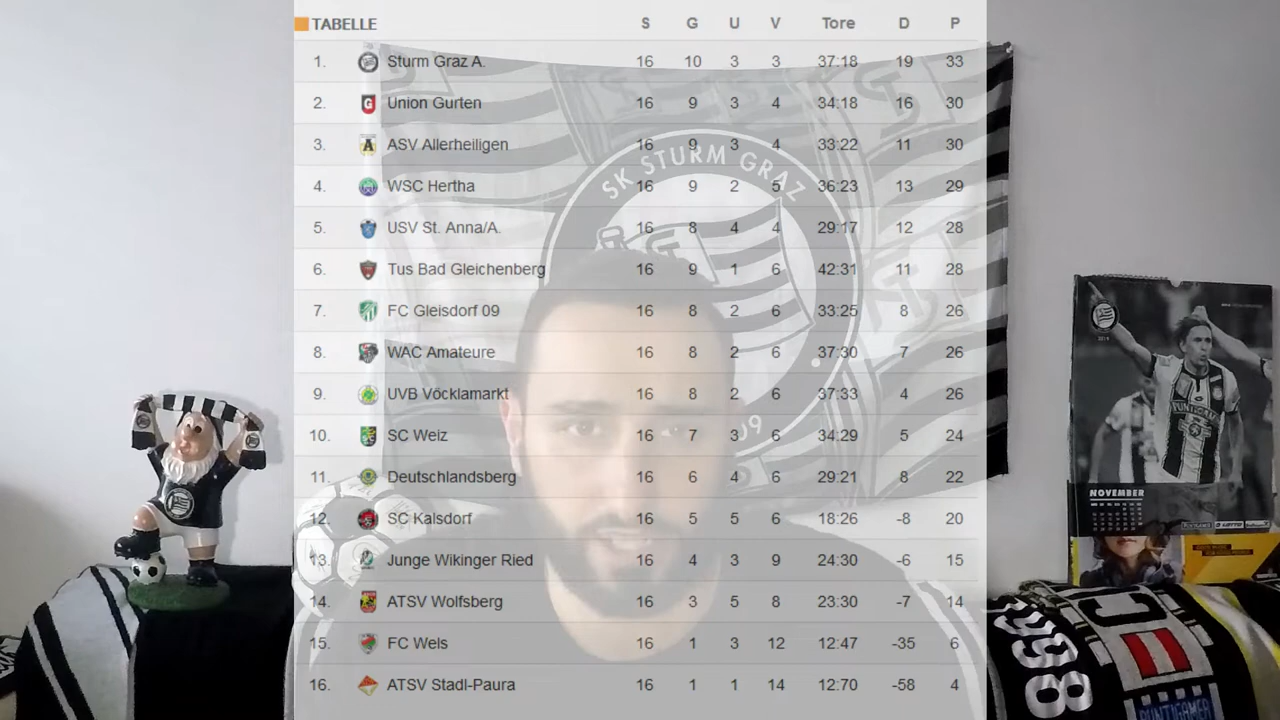 TABELLE S G U V Tore D P
1. Sturm Graz A. 16 10 3 3 37:18 19 33
2. Union Gurten 16 9 3 4 34:18 16 30
3. ASV Allerheiligen 16 9 3 4 33:22 11 30
4. WSC Hertha 16 9 2 5 36:23 13 29
5. USV St. Anna/A. 16 8 4 4 29:17 12 28
6. Tus Bad Gleichenberg 16 9 1 6 42:31 11 28
7. FC Gleisdorf 09 16 8 2 6 33:25 8 26
8. WAC Amateure 16 8 2 6 37:30 7 26
9. UVB Vöcklamarkt 16 8 2 6 37:33 4 26
10. SC Weiz 16 7 3 6 34:29 5 24
11. Deutschlandsberg 16 6 4 6 29:21 8 22
12. SC Kalsdorf 16 5 5 6 18:26 -8 20
13. Junge Wikinger Ried 16 4 3 9 24:30 -6 15
14. ATSV Wolfsberg 16 3 5 8 23:30 -7 14
15. FC Wels 16 1 3 12 12:47 -35 6
16. ATSV Stadl-Paura 16 1 1 14 12:70 -58 4
SK STURM GRAZ
09
PUNTIGAM
NOVEMBER
PUNTIGAMER